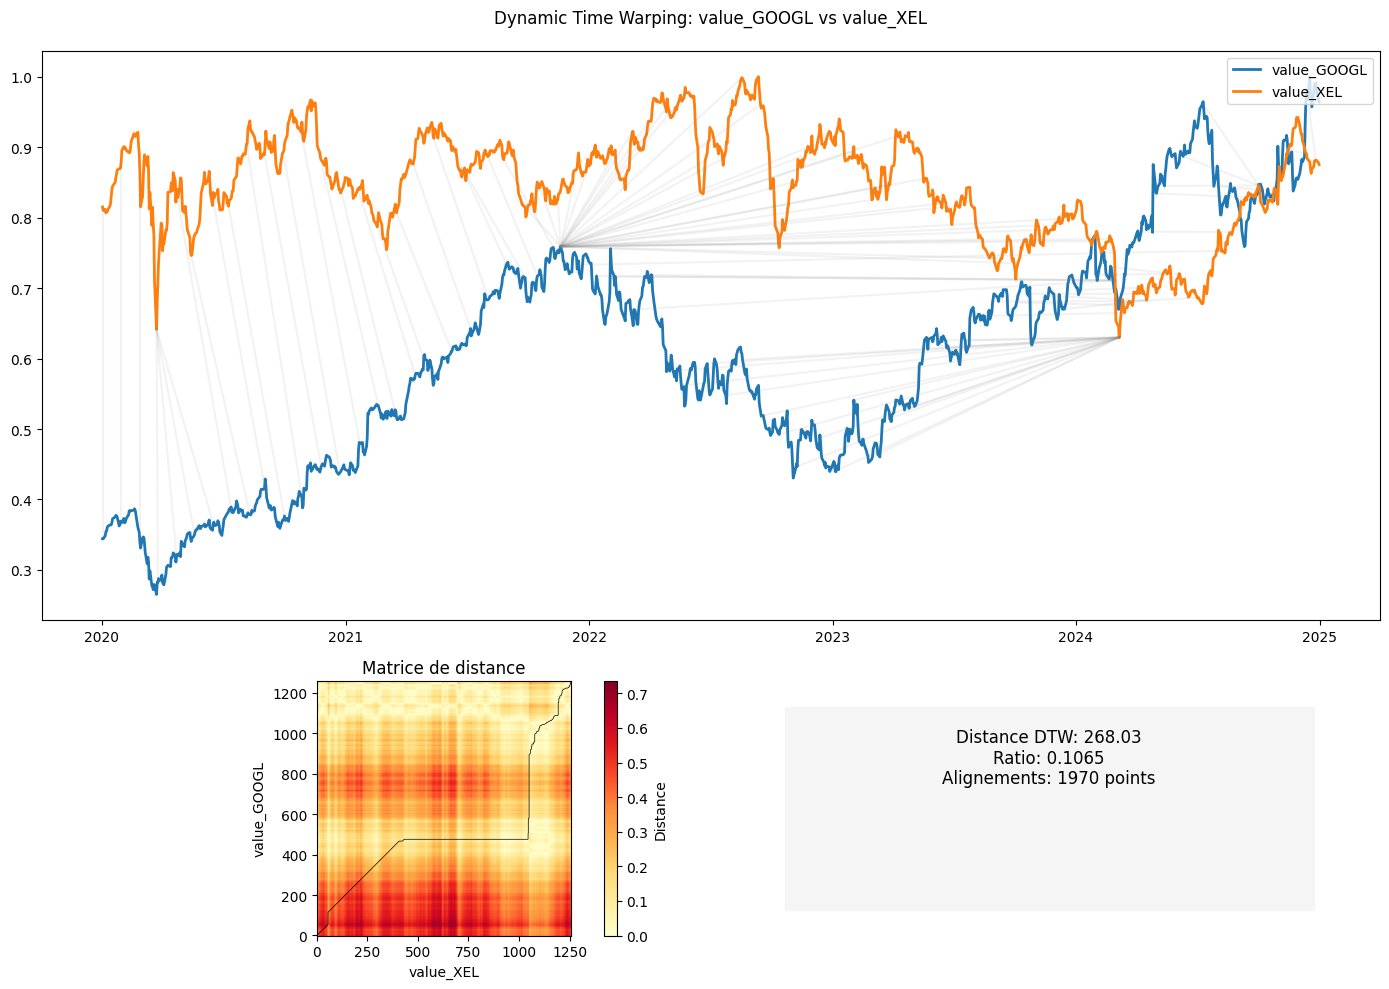 Dynamic Time Warping: value_GOOGL vs value_XEL
value_GOOGL
value_XEL
1.0
0.9
0.8
0.7
0.6
0.5
0.4
0.3
2020 2021 2022 2023 2024 2025
Matrice de distance
value_GOOGL
1200
1000
800
600
400
200
0
0 250 500 750 1000 1250
value_XEL
0.7
0.6
0.5
0.4
0.3
0.2
0.1
0.0
Distance
Distance DTW: 268.03
Ratio: 0.1065
Alignements: 1970 points